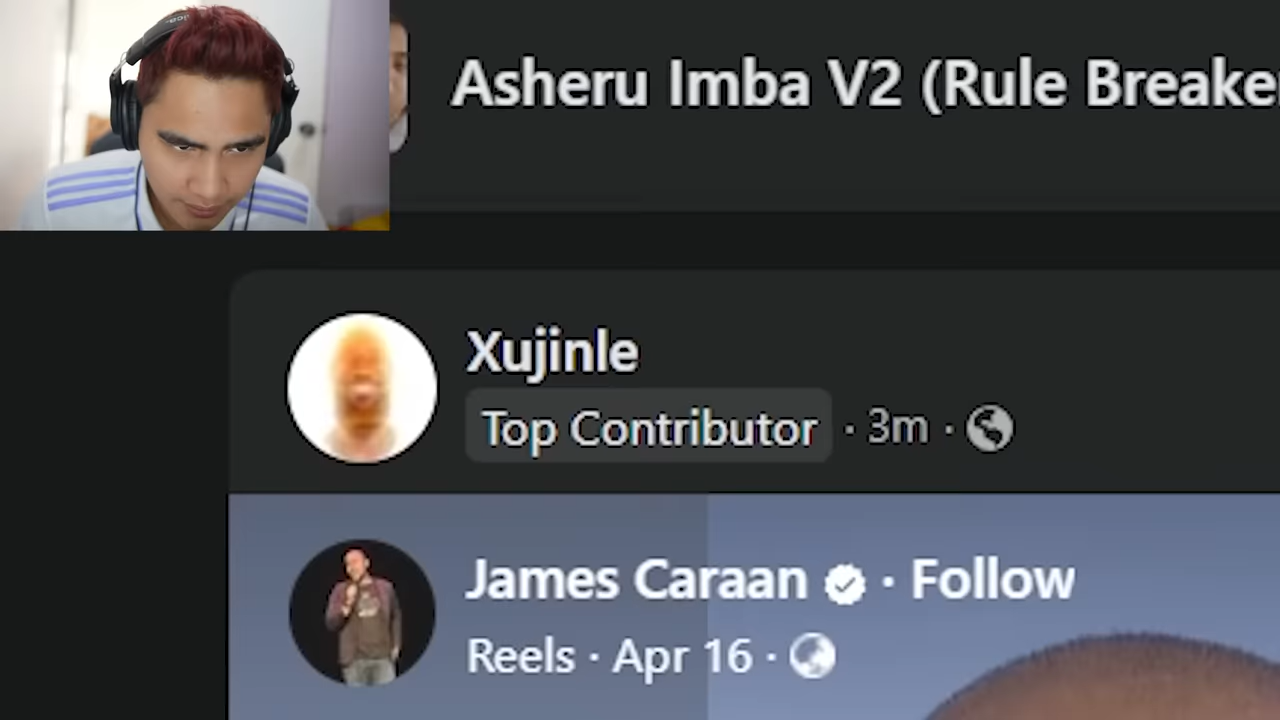 Asheru Imba V2 (Rule Breake
Xujinle
Top Contributor · 3m ·
James Caraan · Follow
Reels · Apr 16 ·